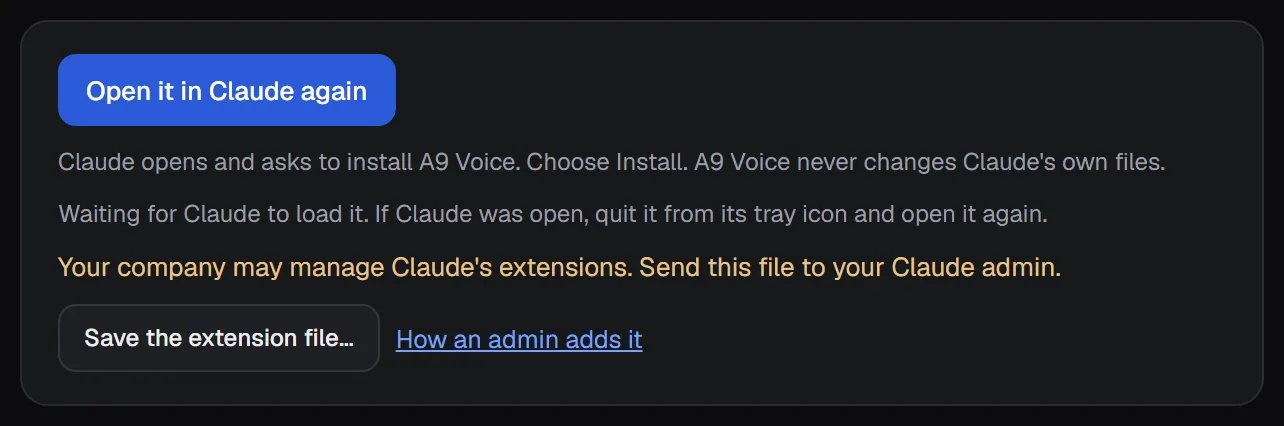 Open it in Claude again
Claude opens and asks to install A9 Voice. Choose Install. A9 Voice never changes Claude's own files.
Waiting for Claude to load it. If Claude was open, quit it from its tray icon and open it again.
Your company may manage Claude's extensions. Send this file to your Claude admin.
Save the extension file...
How an admin adds it